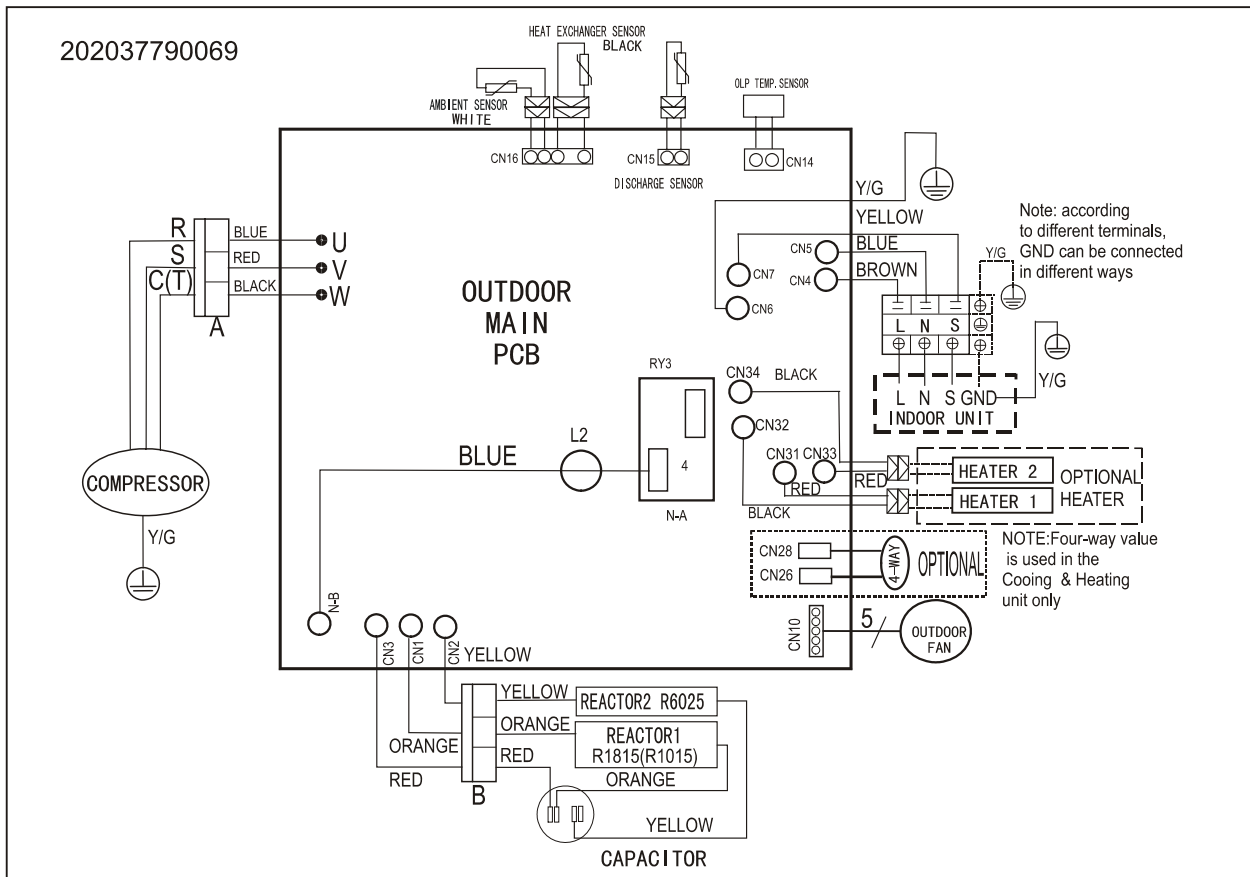 202037790069
HEAT EXCHANGER SENSOR
BLACK
AMBIENT SENSOR
WHITE
OLP TEMP.SENSOR
CN16
CN15
CN14
DISCHARGE SENSOR
Y/G
YELLOW
BLUE
BROWN
CN5
CN4
CN7
CN6
Note: according
to different terminals,
GND can be connected
in different ways
Y/G
L N S
Y/G
L N S GND
INDOOR UNIT
R
S
C(T)
BLUE
RED
BLACK
A
U
V
W
OUTDOOR
MAIN
PCB
RY3
4
N-A
L2
BLUE
N-B
CN34
BLACK
CN32
CN31
CN33
RED
RED
BLACK
HEATER 2
HEATER 1
OPTIONAL
HEATER
COMPRESSOR
Y/G
CN28
CN26
4-WAY
OPTIONAL
NOTE:Four-way value
is used in the
Cooing & Heating
unit only
CN10
5
OUTDOOR
FAN
CN3
CN1
CN2
YELLOW
ORANGE
RED
B
YELLOW
ORANGE
RED
REACTOR2 R6025
REACTOR1
R1815(R1015)
ORANGE
YELLOW
CAPACITOR